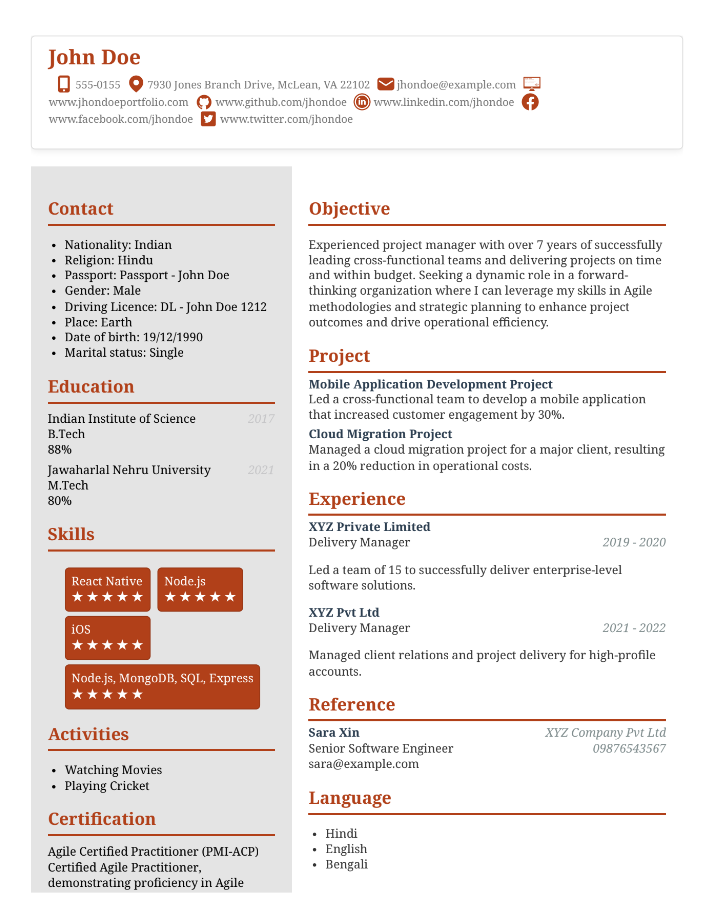 John Doe
555-0155 7930 Jones Branch Drive, McLean, VA 22102 jhondoe@example.com
www.jhondoeportfolio.com www.github.com/jhondoe www.linkedin.com/jhondoe
www.facebook.com/jhondoe www.twitter.com/jhondoe
Contact
• Nationality: Indian
• Religion: Hindu
• Passport: Passport - John Doe
• Gender: Male
• Driving Licence: DL - John Doe 1212
• Place: Earth
• Date of birth: 19/12/1990
• Marital status: Single
Education
Indian Institute of Science 2017
B.Tech
88%
Jawaharlal Nehru University 2021
M.Tech
80%
Skills
React Native Node.js
★★★★★ ★★★★★
iOS
★★★★★
Node.js, MongoDB, SQL, Express
★★★★★
Activities
• Watching Movies
• Playing Cricket
Certification
Agile Certified Practitioner (PMI-ACP)
Certified Agile Practitioner,
demonstrating proficiency in Agile
Objective
Experienced project manager with over 7 years of successfully
leading cross-functional teams and delivering projects on time
and within budget. Seeking a dynamic role in a forward-
thinking organization where I can leverage my skills in Agile
methodologies and strategic planning to enhance project
outcomes and drive operational efficiency.
Project
Mobile Application Development Project
Led a cross-functional team to develop a mobile application
that increased customer engagement by 30%.
Cloud Migration Project
Managed a cloud migration project for a major client, resulting
in a 20% reduction in operational costs.
Experience
XYZ Private Limited
Delivery Manager 2019 - 2020
Led a team of 15 to successfully deliver enterprise-level
software solutions.
XYZ Pvt Ltd
Delivery Manager 2021 - 2022
Managed client relations and project delivery for high-profile
accounts.
Reference
Sara Xin XYZ Company Pvt Ltd
Senior Software Engineer 09876543567
sara@example.com
Language
• Hindi
• English
• Bengali